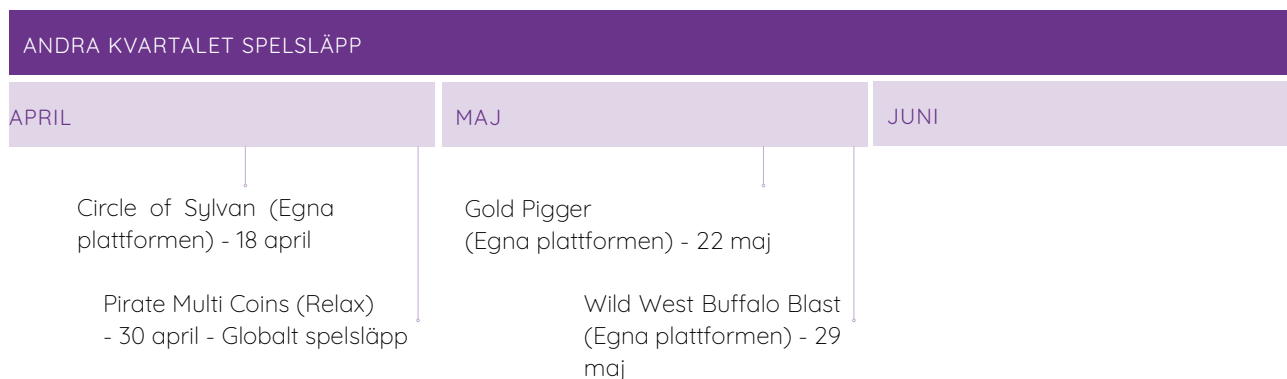 ANDRA KVARTALET SPELSLÄPP
APRIL
MAJ
JUNI
Circle of Sylvan (Egna
plattformen) - 18 april
Pirate Multi Coins (Relax)
- 30 april - Globalt spelsläpp
Gold Pigger
(Egna plattformen) - 22 maj
Wild West Buffalo Blast
(Egna plattformen) - 29
maj